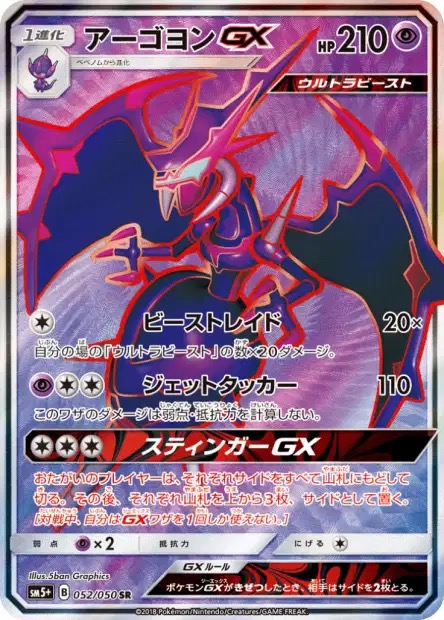 1進化
アーゴヨンGX
HP210
ベベノムから進化
ウルトラビースト
ビーストレイド 20×
自分の場の「ウルトラビースト」の数×20ダメージ。
ジェットタッカー 110
このワザのダメージは弱点・抵抗力を計算しない。
スティンガーGX
おたがいのプレイヤーは、それぞれサイドをすべて山札にもどして
切る。その後、それぞれ山札を上から3枚、サイドとして置く。
[対戦中、自分はGXワザを1回しか使えない。]
弱点 ×2 抵抗力 にげる
Illus.5ban Graphics
GXルール
ポケモンGXがきぜつしたとき、相手はサイドを2枚とる。
SM5+ B 052/050 SR
©2018 Pokémon/Nintendo/Creatures/GAME FREAK.